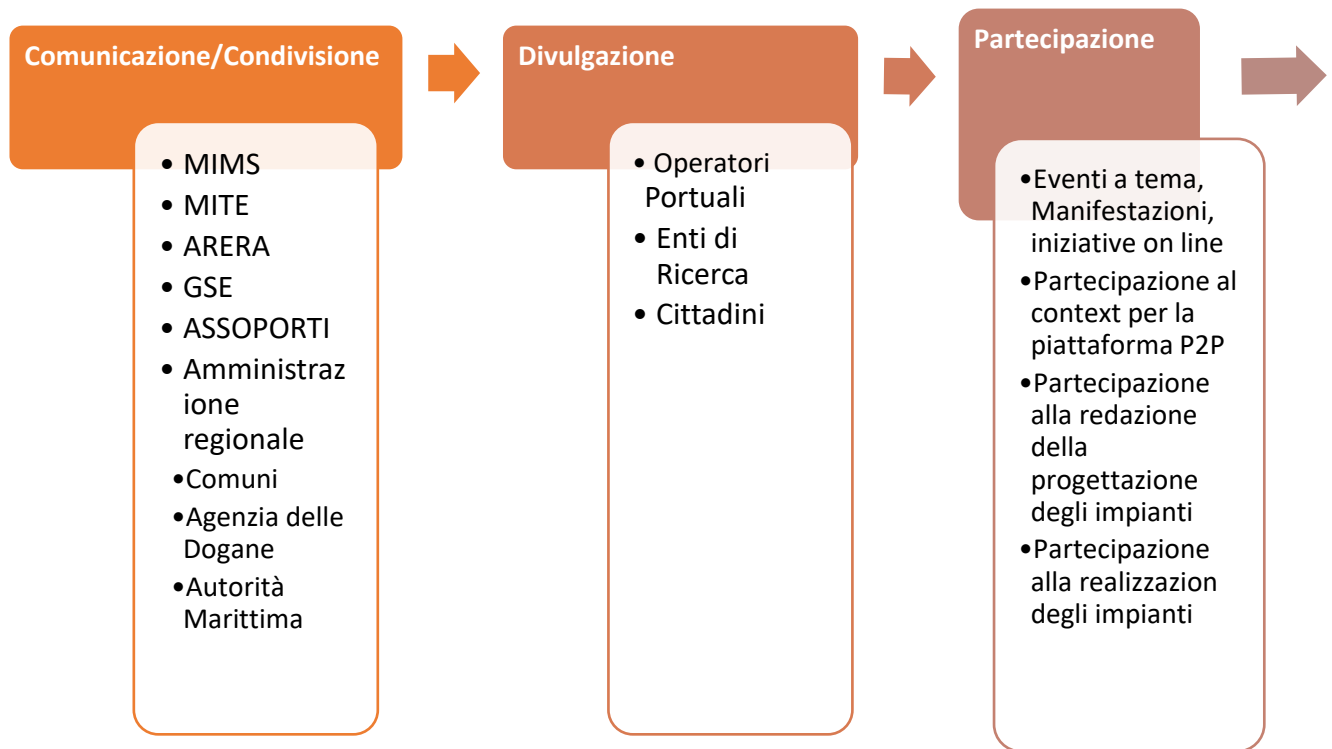 Comunicazione/Condivisione
• MIMS
• MITE
• ARERA
• GSE
• ASSOPORTI
• Amministraz
ione
regionale
•Comuni
•Agenzia delle
Dogane
•Autorità
Marittima
Divulgazione
• Operatori
Portuali
• Enti di
Ricerca
• Cittadini
Partecipazione
•Eventi a tema,
Manifestazioni,
iniziative on line
•Partecipazione al
context per la
piattaforma P2P
•Partecipazione
alla redazione
della
progettazione
degli impianti
•Partecipazione
alla realizzazion
degli impianti